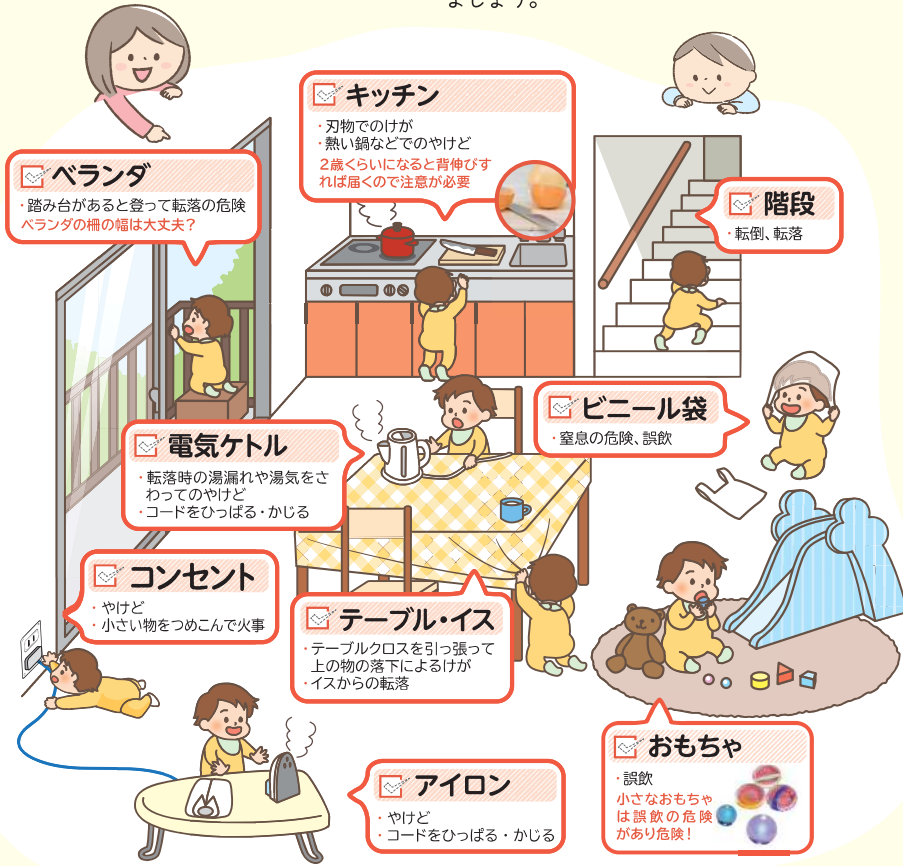 ましょう。
キッチン
・刃物でのけが
・熱い鍋などでのやけど
2歳くらいになると背伸びす
れば届くので注意が必要
ベランダ
・踏み台があると登って転落の危険
ベランダの柵の幅は大丈夫？
階段
・転倒、転落
ビニール袋
・窒息の危険、誤飲
電気ケトル
・転落時の湯漏れや湯気をさ
わってのやけど
・コードをひっぱる・かじる
コンセント
・やけど
・小さい物をつめこんで火事
テーブル・イス
・テーブルクロスを引っ張って
上の物の落下によるけが
・イスからの転落
おもちゃ
・誤飲
小さなおもちゃ
は誤飲の危険
があり危険！
アイロン
・やけど
・コードをひっぱる・かじる